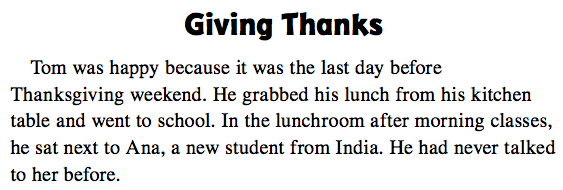 Giving Thanks
Tom was happy because it was the last day before
Thanksgiving weekend. He grabbed his lunch from his kitchen
table and went to school. In the lunchroom after morning classes,
he sat next to Ana, a new student from India. He had never talked
to her before.